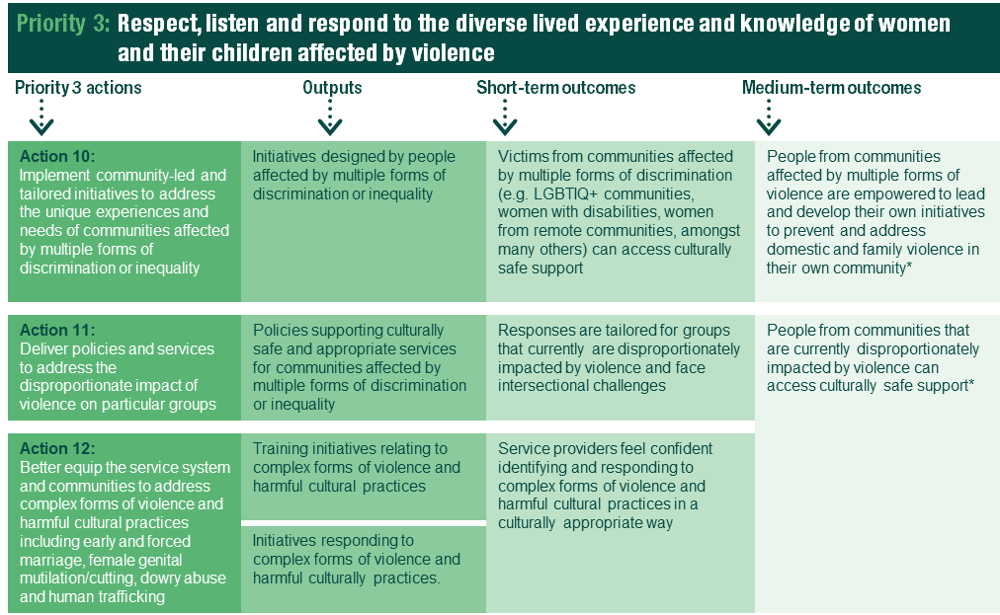 Priority 3: Respect, listen and respond to the diverse lived experience and knowledge of women
and their children affected by violence
Priority 3 actions
Outputs
Short-term outcomes
Medium-term outcomes
Action 10:
Implement community-led and
tailored initiatives to address
the unique experiences and
needs of communities affected
by multiple forms of
discrimination or inequality
Initiatives designed by people
affected by multiple forms of
discrimination or inequality
Victims from communities affected
by multiple forms of discrimination
(e.g. LGBTIQ+ communities,
women with disabilities, women
from remote communities, amongst
many others) can access culturally
safe support
People from communities
affected by multiple forms of
violence are empowered to lead
and develop their own initiatives
to prevent and address
domestic and family violence in
their own community*
Action 11:
Deliver policies and services
to address the
disproportionate impact of
violence on particular groups
Policies supporting culturally
safe and appropriate services
for communities affected by
multiple forms of discrimination
or inequality
Responses are tailored for groups
that currently are disproportionately
impacted by violence and face
intersectional challenges
People from communities that
are currently disproportionately
impacted by violence can
access culturally safe support*
Action 12:
Better equip the service system
and communities to address
complex forms of violence and
harmful cultural practices
including early and forced
marriage, female genital
mutilation/cutting, dowry abuse
and human trafficking
Training initiatives relating to
complex forms of violence and
harmful cultural practices
Initiatives responding to
complex forms of violence and
harmful culturally practices.
Service providers feel confident
identifying and responding to
complex forms of violence and
harmful cultural practices in a
culturally appropriate way